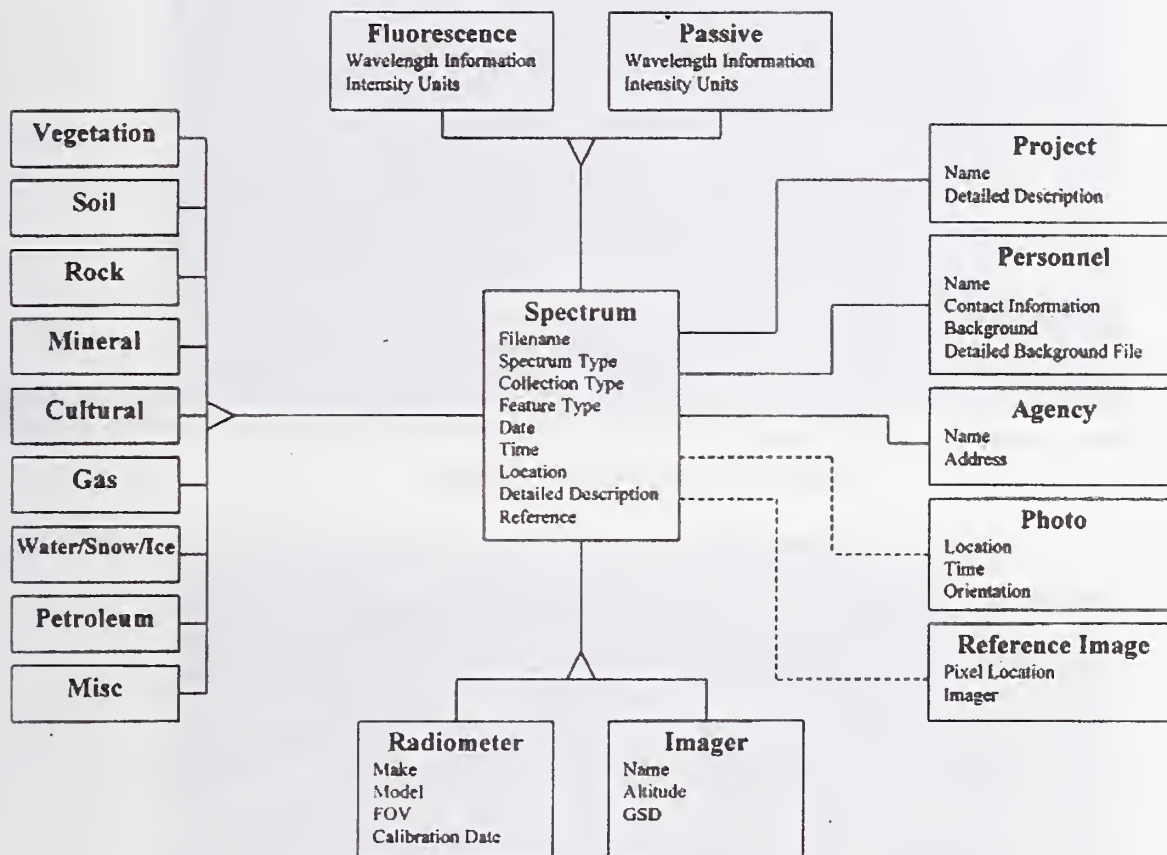 Fluorescence
Wavelength Information
Intensity Units
Passive
Wavelength Information
Intensity Units
Vegetation
Soil
Rock
Mineral
Cultural
Gas
Water/Snow/Ice
Petroleum
Misc
Spectrum
Filename
Spectrum Type
Collection Type
Feature Type
Date
Time
Location
Detailed Description
Reference
Project
Name
Detailed Description
Personnel
Name
Contact Information
Background
Detailed Background File
Agency
Name
Address
Photo
Location
Time
Orientation
Reference Image
Pixel Location
Imager
Radiometer
Make
Model
FOV
Calibration Date
Imager
Name
Altitude
GSD